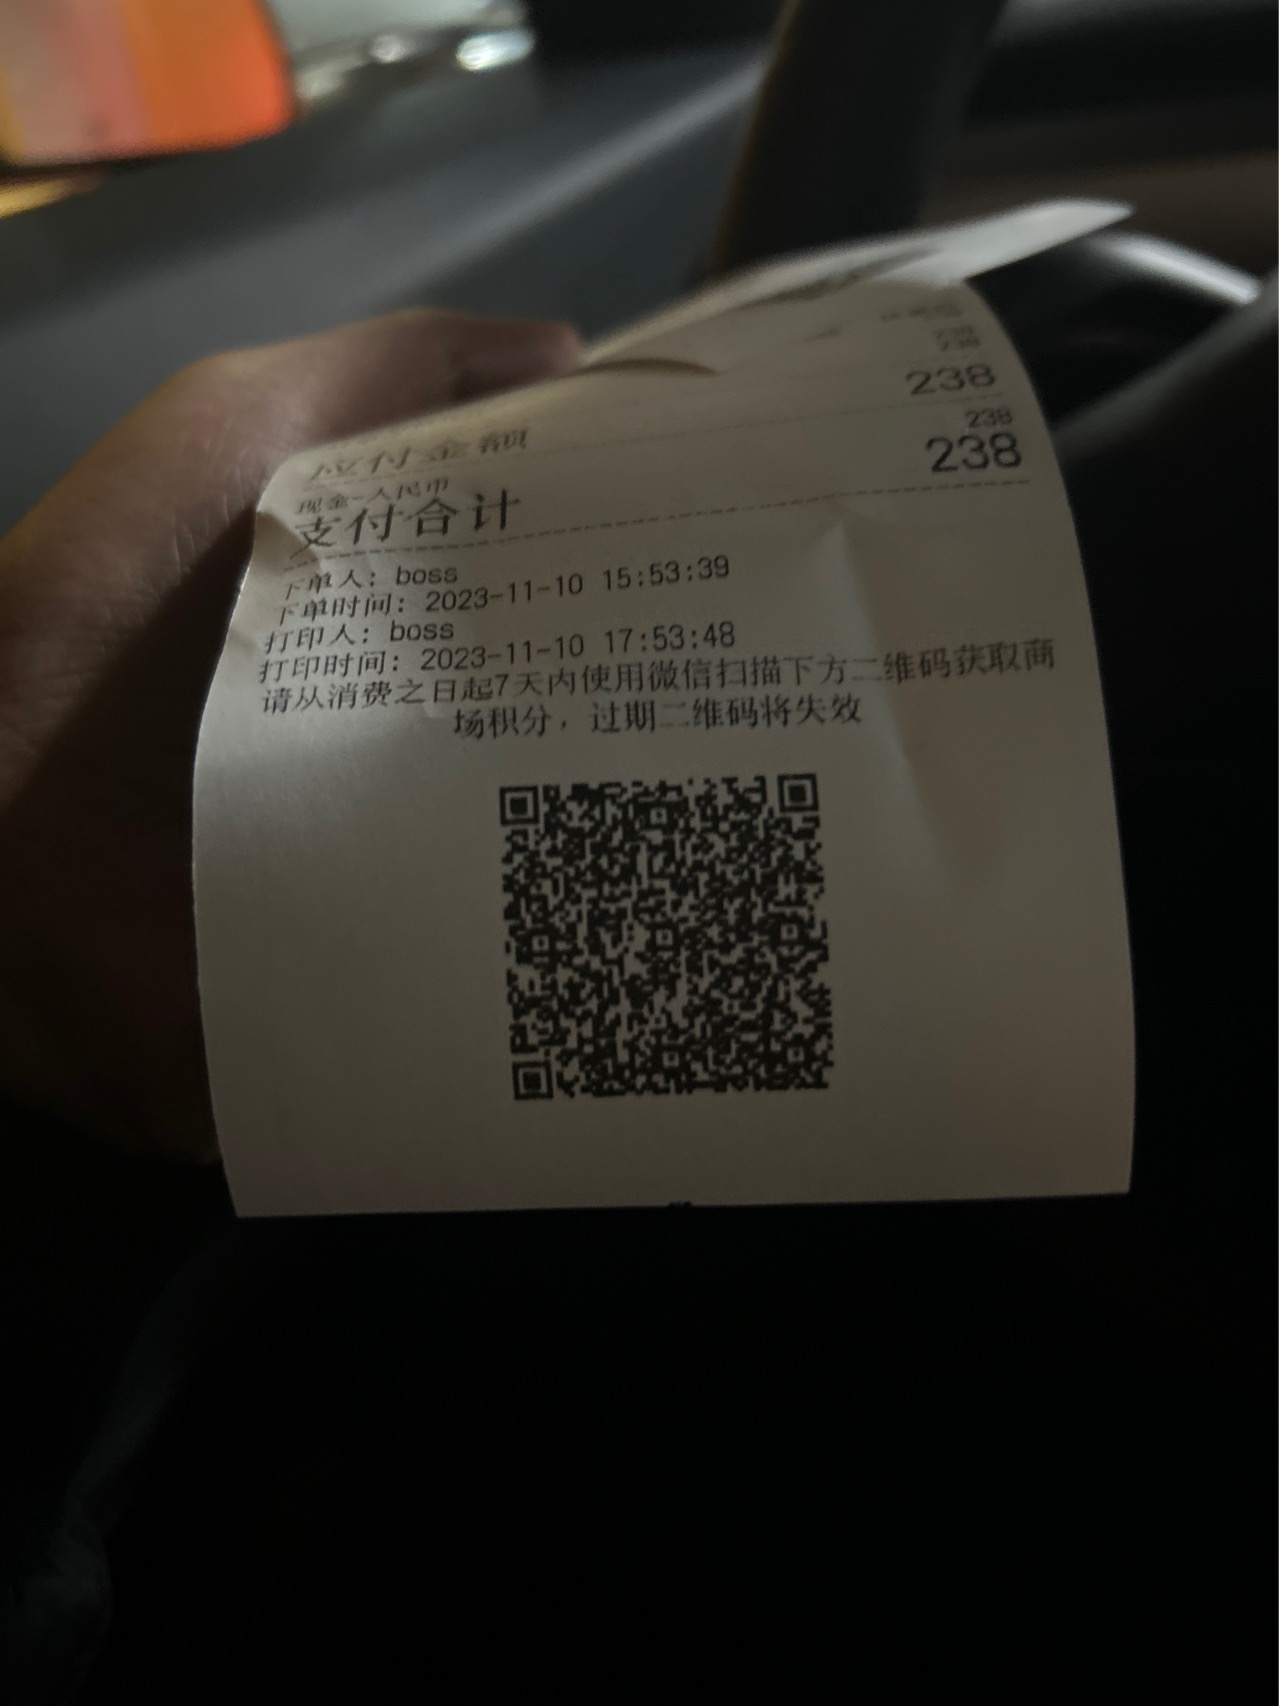 238
应付金额 238
现金-人民币 238
支付合计 238
下单人: boss
下单时间: 2023-11-10 15:53:39
打印人: boss
打印时间: 2023-11-10 17:53:48
请从消费之日起7天内使用微信扫描下方二维码获取商
场积分，过期二维码将失效